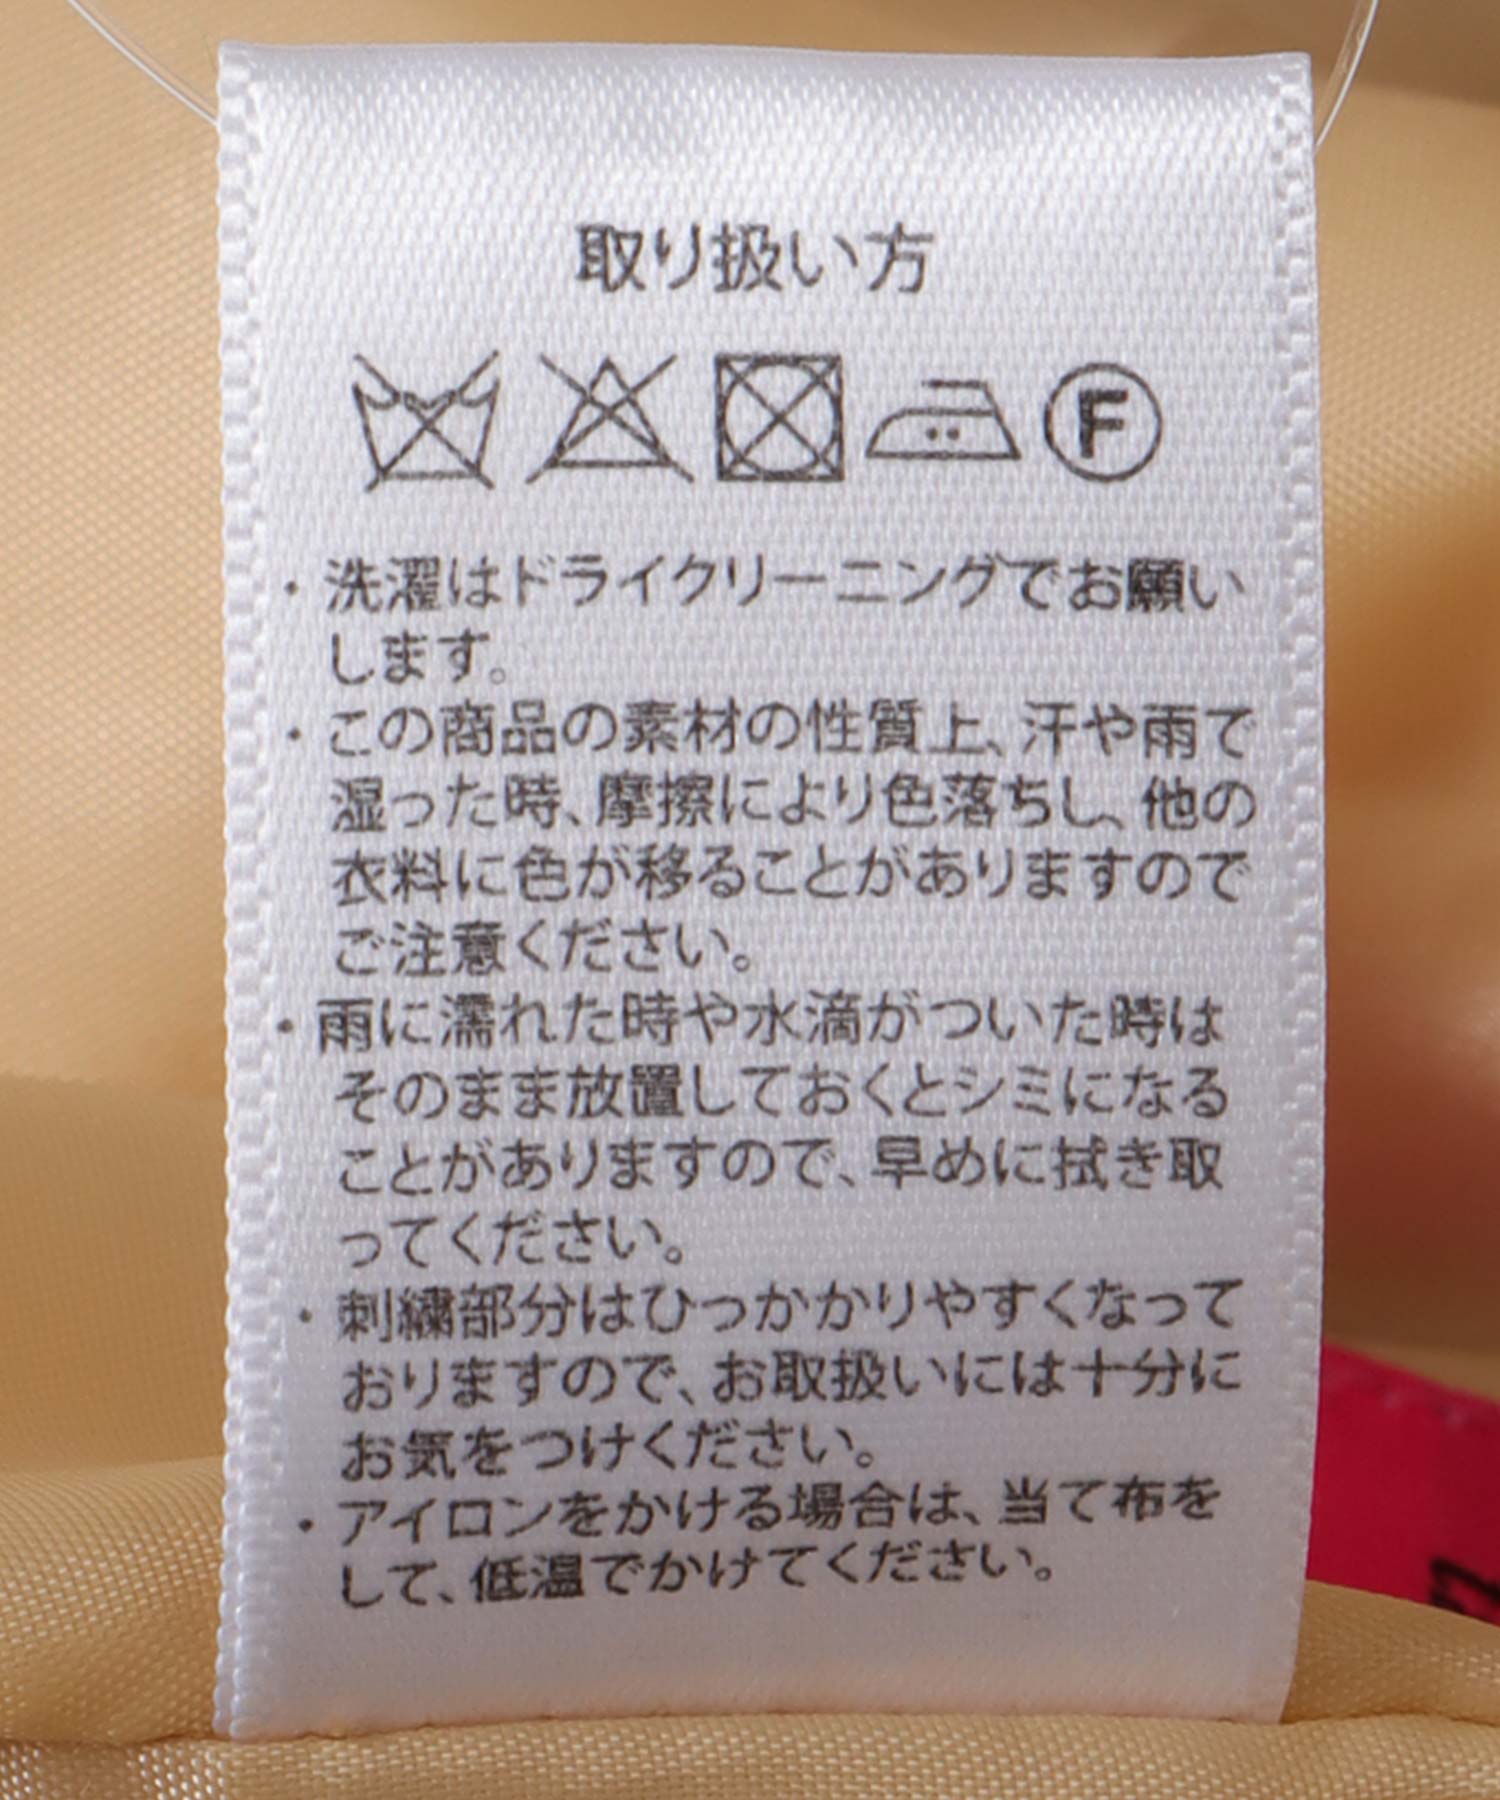 取り扱い方
F
・洗濯はドライクリーニングでお願い
します。
・この商品の素材の性質上、汗や雨で
湿った時、摩擦により色落ちし、他の
衣料に色が移ることがありますので
ご注意ください。
・雨に濡れた時や水滴がついた時は
そのまま放置しておくとシミになる
ことがありますので、早めに拭き取
ってください。
・刺繍部分はひっかかりやすくなって
おりますので、お取扱いには十分に
お気をつけください。
・アイロンをかける場合は、当て布を
して、低温でかけてください。